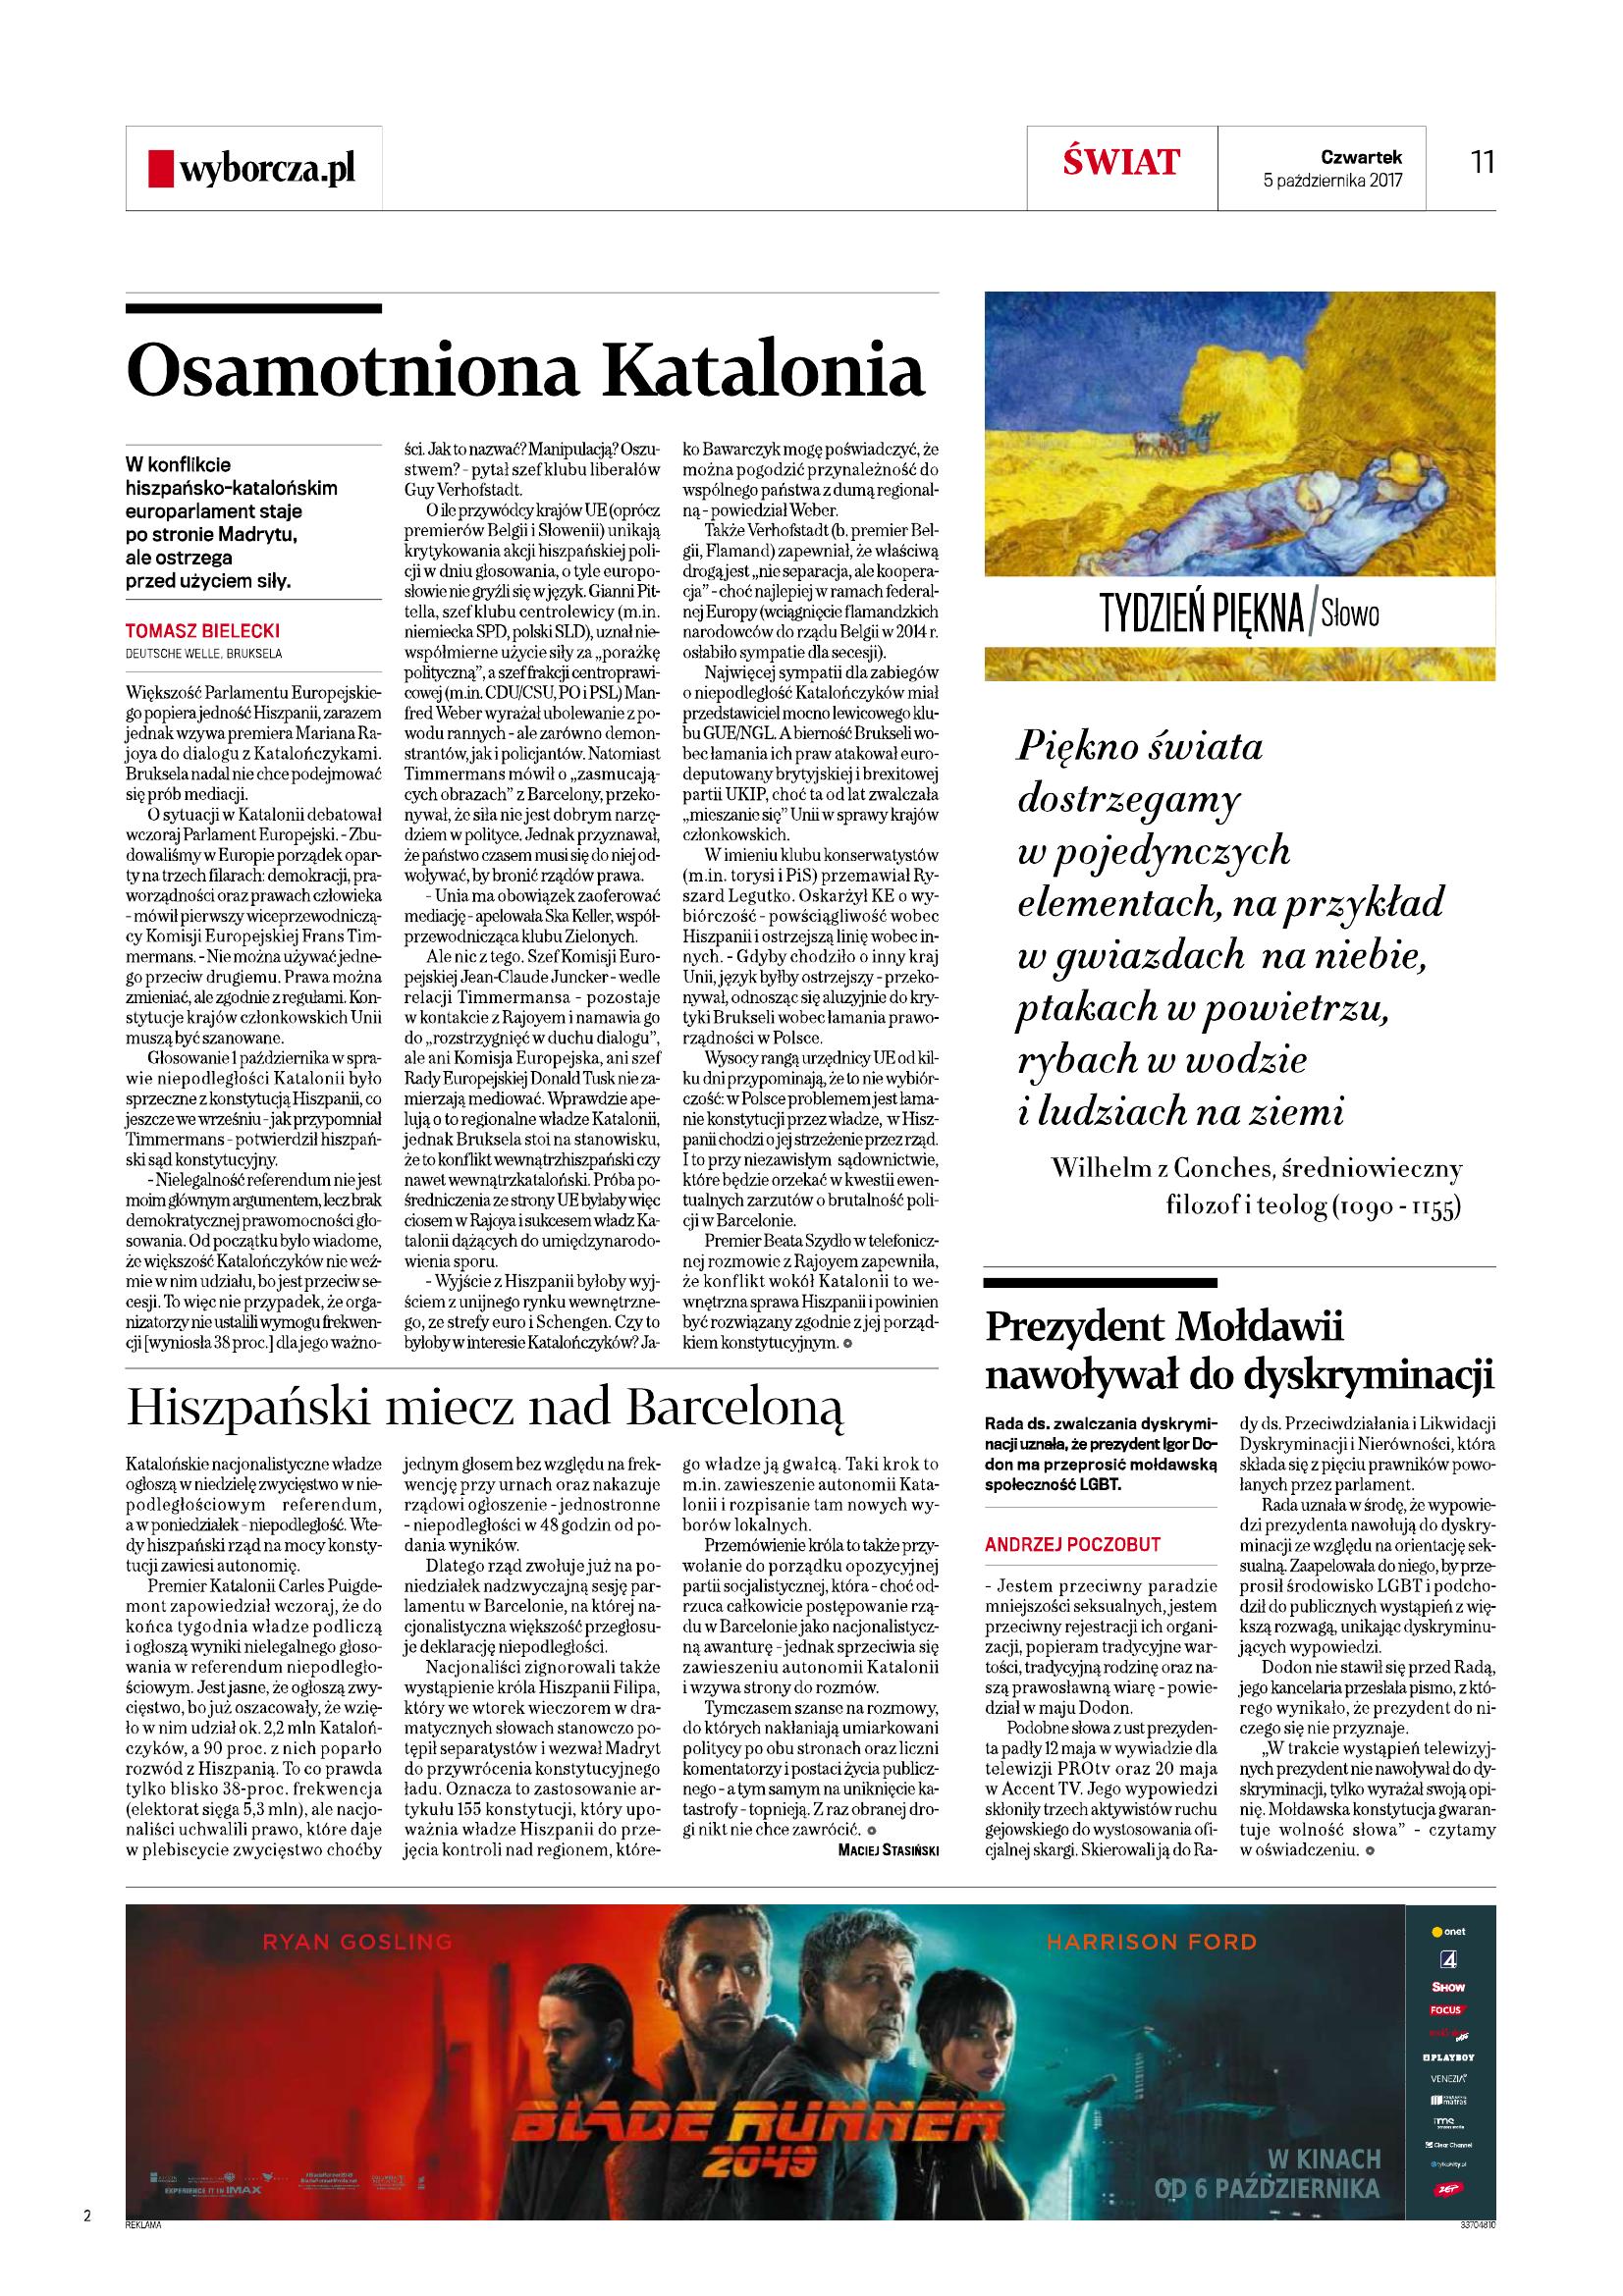 wyborcza.pl
ŚWIAT
Czwartek
5 października 2017
11
Osamotniona Katalonia
W konflikcie
hiszpańsko-katalońskim
europarlament staje
po stronie Madrytu,
ale ostrzega
przed użyciem siły.
TOMASZ BIELECKI
DEUTSCHE WELLE, BRUKSELA
Większość Parlamentu Europejskie-
go popiera jedność Hiszpanii, zarazem
jednak wzywa premiera Mariana Ra-
joya do dialogu z Katalończykami.
Bruksela nadal nie chce podejmować
się prób mediacji.
O sytuacji w Katalonii debatował
wczoraj Parlament Europejski. - Zbu-
dowaliśmy w Europie porządek opar-
ty na trzech filarach: demokracji, pra-
worządności oraz prawach człowieka
- mówił pierwszy wiceprzewodniczą-
cy Komisji Europejskiej Frans Tim-
mermans. - Nie można używać jedne-
go przeciw drugiemu. Prawa można
zmieniać, ale zgodnie z regułami. Kon-
stytucje krajów członkowskich Unii
muszą być szanowane.
Głosowanie 1 października w spra-
wie niepodległości Katalonii było
sprzeczne z konstytucją Hiszpanii, co
jeszcze we wrześniu - jak przypomniał
Timmermans - potwierdził hiszpań-
ski sąd konstytucyjny.
- Nielegalność referendum nie jest
moim głównym argumentem, lecz brak
demokratycznej prawomocności gło-
sowania. Od początku było wiadome,
że większość Katalończyków nie weź-
mie w nim udziału, bo jest przeciw se-
cesji. To więc nie przypadek, że orga-
nizatorzy nie ustalili wymogu frekwen-
cji [wyniosła 38 proc.] dla jego ważno-
ści. Jak to nazwać? Manipulacją? Oszu-
stwem? - pytał szef klubu liberałów
Guy Verhofstadt.
O ile przywódcy krajów UE (oprócz
premierów Belgii i Słowenii) unikają
krytykowania akcji hiszpańskiej poli-
cji w dniu głosowania, o tyle europo-
słowie nie gryźli się w język. Gianni Pit-
tella, szef klubu centrolewicy (m.in.
niemiecka SPD, polski SLD), uznał nie-
współmierne użycie siły za „porażkę
polityczną”, a szef frakcji centroprawi-
cowej (m.in. CDU/CSU, PO i PSL) Man-
fred Weber wyrażał ubolewanie z po-
wodu rannych - ale zarówno demon-
strantów, jak i policjantów. Natomiast
Timmermans mówił o „zasmucają-
cych obrazach” z Barcelony, przeko-
nywał, że siła nie jest dobrym narzę-
dziem w polityce. Jednak przyznawał,
że państwo czasem musi się do niej od-
woływać, by bronić rządów prawa.
- Unia ma obowiązek zaoferować
mediację - apelowała Ska Keller, współ-
przewodnicząca klubu Zielonych.
Ale nic z tego. Szef Komisji Euro-
pejskiej Jean-Claude Juncker - wedle
relacji Timmermansa - pozostaje
w kontakcie z Rajoyem i namawia go
do „rozstrzygnięć w duchu dialogu”,
ale ani Komisja Europejska, ani szef
Rady Europejskiej Donald Tusk nie za-
mierzają mediować. Wprawdzie ape-
lują o to regionalne władze Katalonii,
jednak Bruksela stoi na stanowisku,
że to konflikt wewnątrzhiszpański czy
nawet wewnątrzkataloński. Próba po-
średniczenia ze strony UE byłaby więc
ciosem w Rajoya i sukcesem władz Ka-
talonii dążących do umiędzynarodo-
wienia sporu.
- Wyjście z Hiszpanii byłoby wyj-
ściem z unijnego rynku wewnętrzne-
go, ze strefy euro i Schengen. Czy to
byłoby w interesie Katalończyków? Ja-
ko Bawarczyk mogę poświadczyć, że
można pogodzić przynależność do
wspólnego państwa z dumą regional-
ną - powiedział Weber.
Także Verhofstadt (b. premier Bel-
gii, Flamand) zapewniał, że właściwą
drogą jest „nie separacja, ale koopera-
cja” - choć najlepiej w ramach federal-
nej Europy (wciągnięcie flamandzkich
narodowców do rządu Belgii w 2014 r.
osłabiło sympatie dla secesji).
Najwięcej sympatii dla zabiegów
o niepodległość Katalończyków miał
przedstawiciel mocno lewicowego klu-
bu GUE/NGL. A bierność Brukseli wo-
bec łamania ich praw atakował euro-
deputowany brytyjskiej i brexitowej
partii UKIP, choć ta od lat zwalczała
„mieszanie się” Unii w sprawy krajów
członkowskich.
W imieniu klubu konserwatystów
(m.in. torysi i PiS) przemawiał Ry-
szard Legutko. Oskarżył KE o wy-
biórczość - powściągliwość wobec
Hiszpanii i ostrzejszą linię wobec in-
nych. - Gdyby chodziło o inny kraj
Unii, język byłby ostrzejszy - przeko-
nywał, odnosząc się aluzyjnie do kry-
tyki Brukseli wobec łamania prawo-
rządności w Polsce.
Wysocy rangą urzędnicy UE od kil-
ku dni przypominają, że to nie wybiór-
czość: w Polsce problemem jest łama-
nie konstytucji przez władze, w Hisz-
panii chodzi o jej strzeżenie przez rząd.
I to przy niezawisłym sądownictwie,
które będzie orzekać w kwestii ewen-
tualnych zarzutów o brutalność poli-
cji w Barcelonie.
Premier Beata Szydło w telefonicz-
nej rozmowie z Rajoyem zapewniła,
że konflikt wokół Katalonii to we-
wnętrzna sprawa Hiszpanii i powinien
być rozwiązany zgodnie z jej porząd-
kiem konstytucyjnym.
TYDZIEŃ PIĘKNA/Słowo
Piękno świata
dostrzegamy
w pojedynczych
elementach, na przykład
w gwiazdach na niebie,
ptakach w powietrzu,
rybach w wodzie
i ludziach na ziemi
Wilhelm z Conches, średniowieczny
filozof i teolog (1090 - 1155)
Hiszpański miecz nad Barceloną
Katalońskie nacjonalistyczne władze
ogłoszą w niedzielę zwycięstwo w nie-
podległościowym referendum,
a w poniedziałek - niepodległość. Wte-
dy hiszpański rząd na mocy konsty-
tucji zawiesi autonomię.
Premier Katalonii Carles Puigde-
mont zapowiedział wczoraj, że do
końca tygodnia władze podliczą
i ogłoszą wyniki nielegalnego głoso-
wania w referendum niepodległo-
ściowym. Jest jasne, że ogłoszą zwy-
cięstwo, bo już oszacowały, że wzię-
ło w nim udział ok. 2,2 mln Kataloń-
czyków, a 90 proc. z nich poparło
rozwód z Hiszpanią. To co prawda
tylko blisko 38-proc. frekwencja
(elektorat sięga 5,3 mln), ale nacjo-
naliści uchwalili prawo, które daje
w plebiscycie zwycięstwo choćby
jednym głosem bez względu na frek-
wencję przy urnach oraz nakazuje
rządowi ogłoszenie - jednostronne
- niepodległości w 48 godzin od po-
dania wyników.
Dlatego rząd zwołuje już na po-
niedziałek nadzwyczajną sesję par-
lamentu w Barcelonie, na której na-
cjonalistyczna większość przegłosu-
je deklarację niepodległości.
Nacjonaliści zignorowali także
wystąpienie króla Hiszpanii Filipa,
który we wtorek wieczorem w dra-
matycznych słowach stanowczo po-
tępił separatystów i wezwał Madryt
do przywrócenia konstytucyjnego
ładu. Oznacza to zastosowanie ar-
tykułu 155 konstytucji, który upo-
ważnia władze Hiszpanii do prze-
jęcia kontroli nad regionem, które-
go władze ją gwałcą. Taki krok to
m.in. zawieszenie autonomii Kata-
lonii i rozpisanie tam nowych wy-
borów lokalnych.
Przemówienie króla to także przy-
wołanie do porządku opozycyjnej
partii socjalistycznej, która - choć od-
rzuca całkowicie postępowanie rzą-
du w Barcelonie jako nacjonalistycz-
ną awanturę - jednak sprzeciwia się
zawieszeniu autonomii Katalonii
i wzywa strony do rozmów.
Tymczasem szanse na rozmowy,
do których nakłaniają umiarkowani
politycy po obu stronach oraz liczni
komentatorzy i postaci życia publicz-
nego - a tym samym na uniknięcie ka-
tastrofy - topnieją. Z raz obranej dro-
gi nikt nie chce zawrócić.
MACIEJ STASIŃSKI
Prezydent Mołdawii
nawoływał do dyskryminacji
Rada ds. zwalczania dyskrymi-
nacji uznała, że prezydent Igor Do-
don ma przeprosić mołdawską
społeczność LGBT.
ANDRZEJ POCZOBUT
- Jestem przeciwny paradzie
mniejszości seksualnych, jestem
przeciwny rejestracji ich organi-
zacji, popieram tradycyjne war-
tości, tradycyjną rodzinę oraz na-
szą prawosławną wiarę - powie-
dział w maju Dodon.
Podobne słowa z ust prezyden-
ta padły 12 maja w wywiadzie dla
telewizji PROtv oraz 20 maja
w Accent TV. Jego wypowiedzi
skłoniły trzech aktywistów ruchu
gejowskiego do wystosowania ofi-
cjalnej skargi. Skierowali ją do Ra-
dy ds. Przeciwdziałania i Likwidacji
Dyskryminacji i Nierówności, która
składa się z pięciu prawników powo-
łanych przez parlament.
Rada uznała w środę, że wypowie-
dzi prezydenta nawołują do dyskry-
minacji ze względu na orientację sek-
sualną. Zaapelowała do niego, by prze-
prosił środowisko LGBT i podcho-
dził do publicznych wystąpień z wię-
kszą rozwagą, unikając dyskryminu-
jących wypowiedzi.
Dodon nie stawił się przed Radą,
jego kancelaria przesłała pismo, z któ-
rego wynikało, że prezydent do ni-
czego się nie przyznaje.
„W trakcie wystąpień telewizyj-
nych prezydent nie nawoływał do dy-
skryminacji, tylko wyrażał swoją opi-
nię. Mołdawska konstytucja gwaran-
tuje wolność słowa” - czytamy
w oświadczeniu.
RYAN GOSLING
HARRISON FORD
BLADE RUNNER
2049
EXPERIENCE IT IN IMAX
W KINACH
OD 6 PAŹDZIERNIKA
onet
4
SHOW
FOCUS
PLAYBOY
VENEZIA
matras
ms
Clear Channel
ZET
2
REKLAMA
33704810